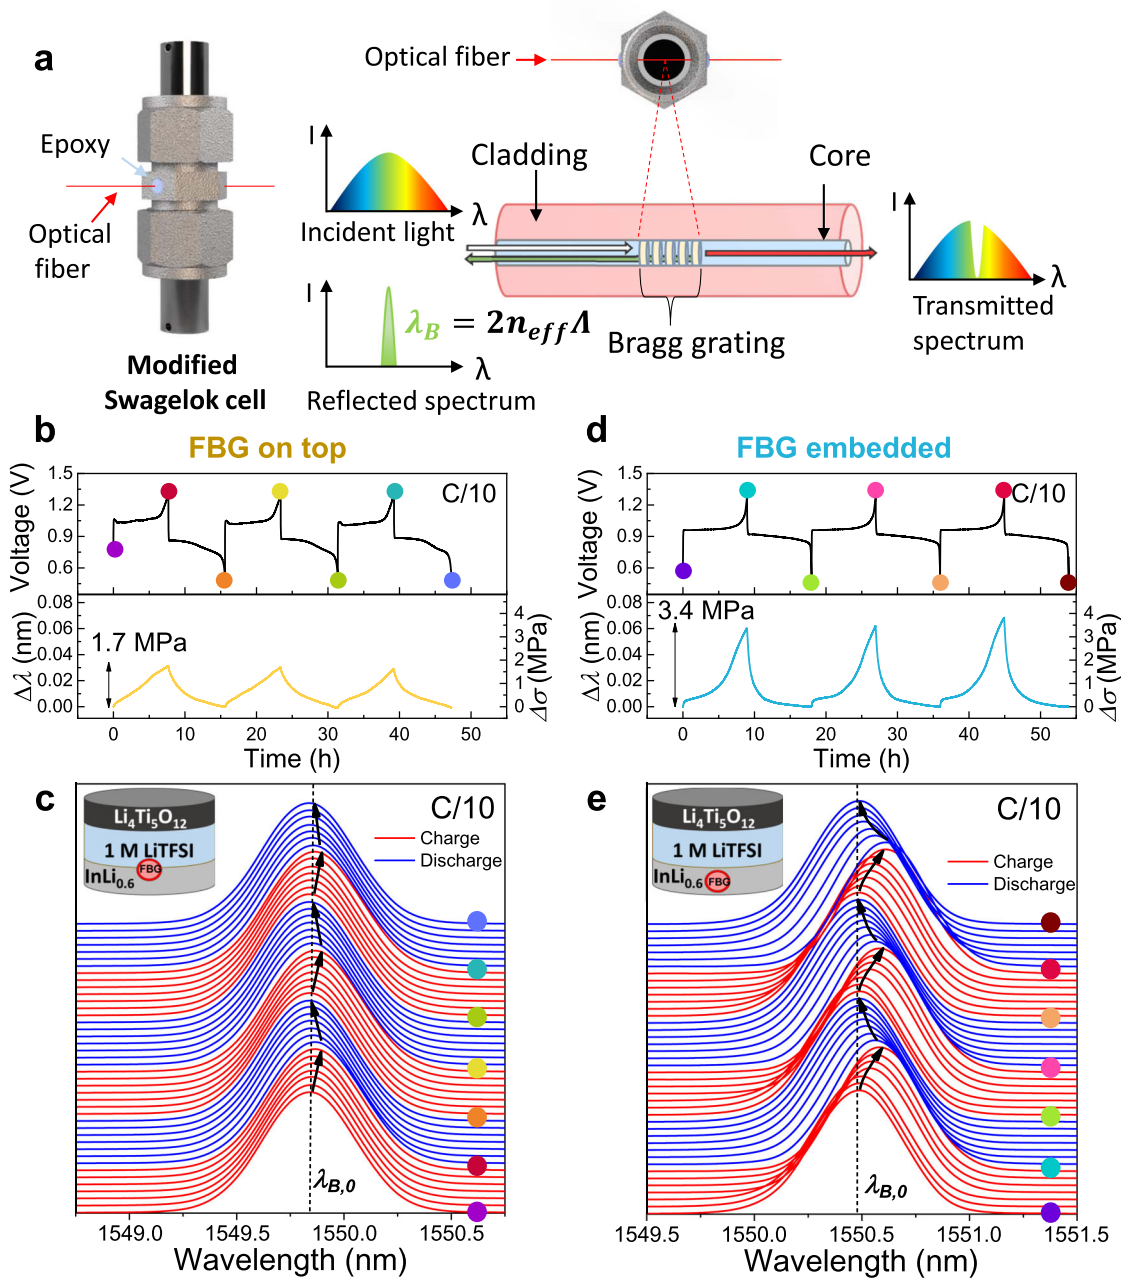 a
Optical fiber
Epoxy
Optical
fiber
Modified
Swagelok cell
I
λ
Incident light
Cladding
Core
I
λ
Transmitted
spectrum
I
λ_B = 2n_eff Λ
λ
Reflected spectrum
Bragg grating
b
FBG on top
Voltage (V)
1.5
1.2
0.9
0.6
C/10
Δλ (nm)
0.08
0.06
0.04
0.02
0.00
1.7 MPa
4
3
2
1
0
Δσ (MPa)
0 10 20 30 40 50
Time (h)
d
FBG embedded
Voltage (V)
1.5
1.2
0.9
0.6
C/10
Δλ (nm)
0.08
0.06
0.04
0.02
0.00
3.4 MPa
4
3
2
1
0
Δσ (MPa)
0 10 20 30 40 50
Time (h)
c
Li₄Ti₅O₁₂
1 M LiTFSI
FBG
InLi₀.₆
C/10
Charge
Discharge
λ_B,0
1549.0 1549.5 1550.0 1550.5
Wavelength (nm)
e
Li₄Ti₅O₁₂
1 M LiTFSI
InLi₀.₆
FBG
C/10
Charge
Discharge
λ_B,0
1549.5 1550.0 1550.5 1551.0 1551.5
Wavelength (nm)